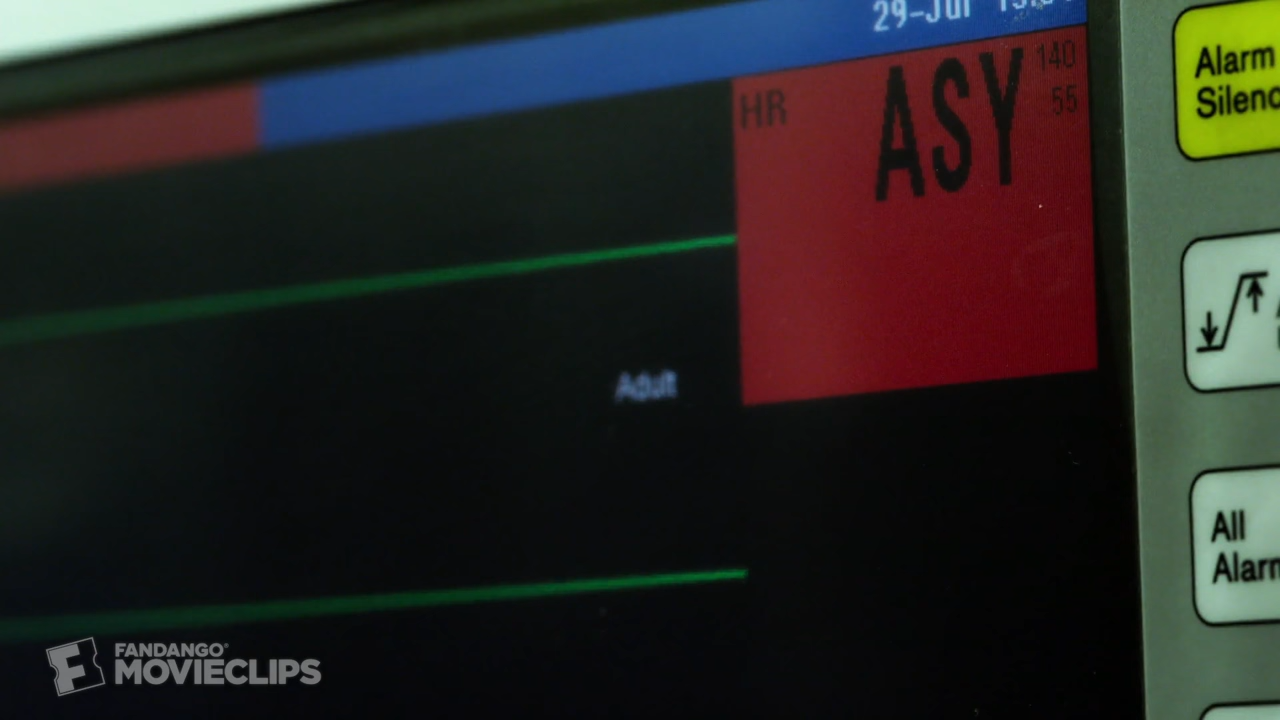 29-Jul
HR
ASY
140
55
Adult
Alarm
Silenc
All
Alarm
FANDANGO®
MOVIECLIPS